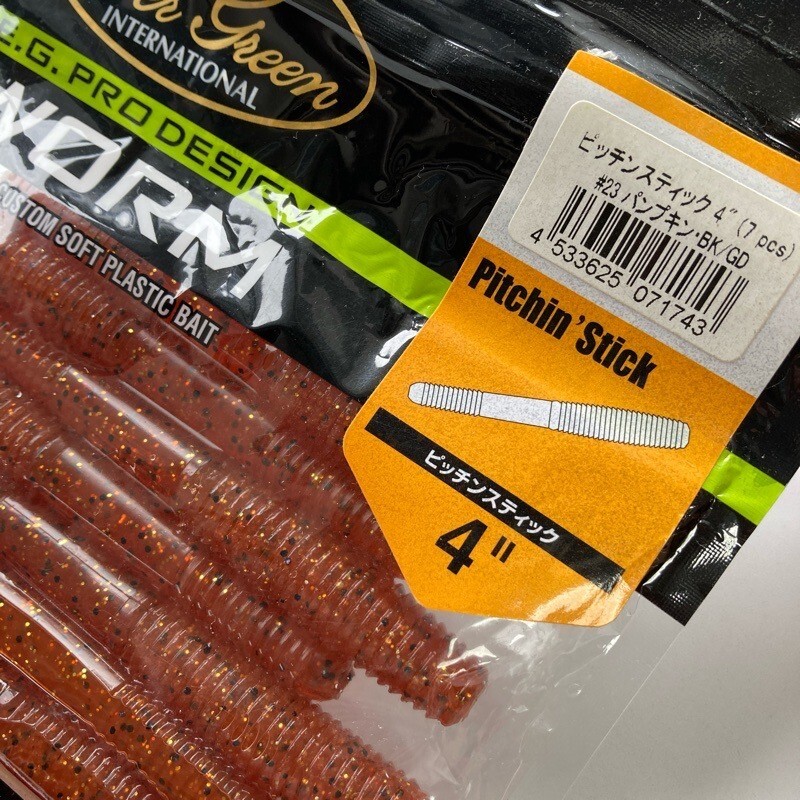 Green
INTERNATIONAL
E.G. PRO DESIGN
WORM
CUSTOM SOFT PLASTIC BAIT
ピッチンスティック 4″ (7 pcs)
#23 パンプキン・BK/GD
4 533625 071743
Pitchin' Stick
ピッチンスティック
4"